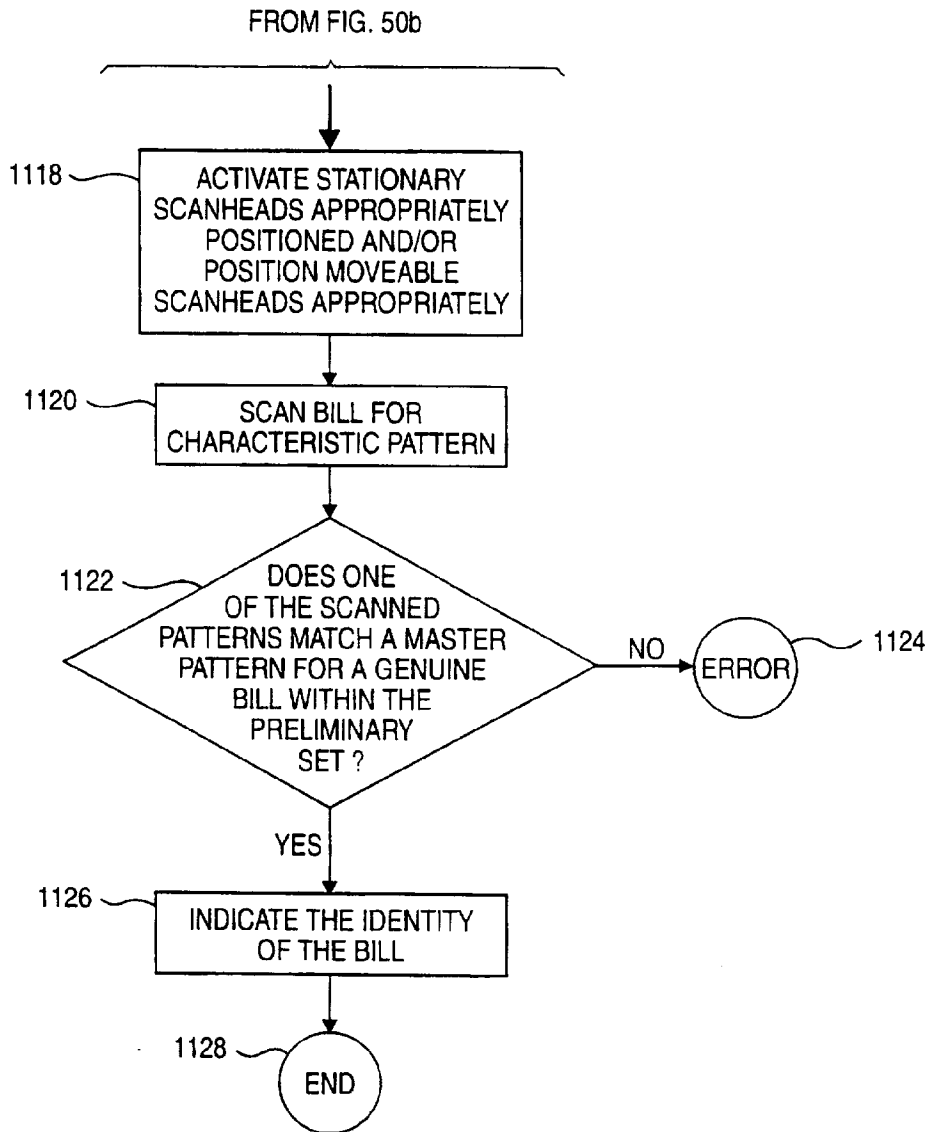 FROM FIG. 50b
1118
ACTIVATE STATIONARY
SCANHEADS APPROPRIATELY
POSITIONED AND/OR
POSITION MOVEABLE
SCANHEADS APPROPRIATELY
1120
SCAN BILL FOR
CHARACTERISTIC PATTERN
1122
DOES ONE
OF THE SCANNED
PATTERNS MATCH A MASTER
PATTERN FOR A GENUINE
BILL WITHIN THE
PRELIMINARY
SET ?
NO
ERROR
1124
YES
1126
INDICATE THE IDENTITY
OF THE BILL
1128
END